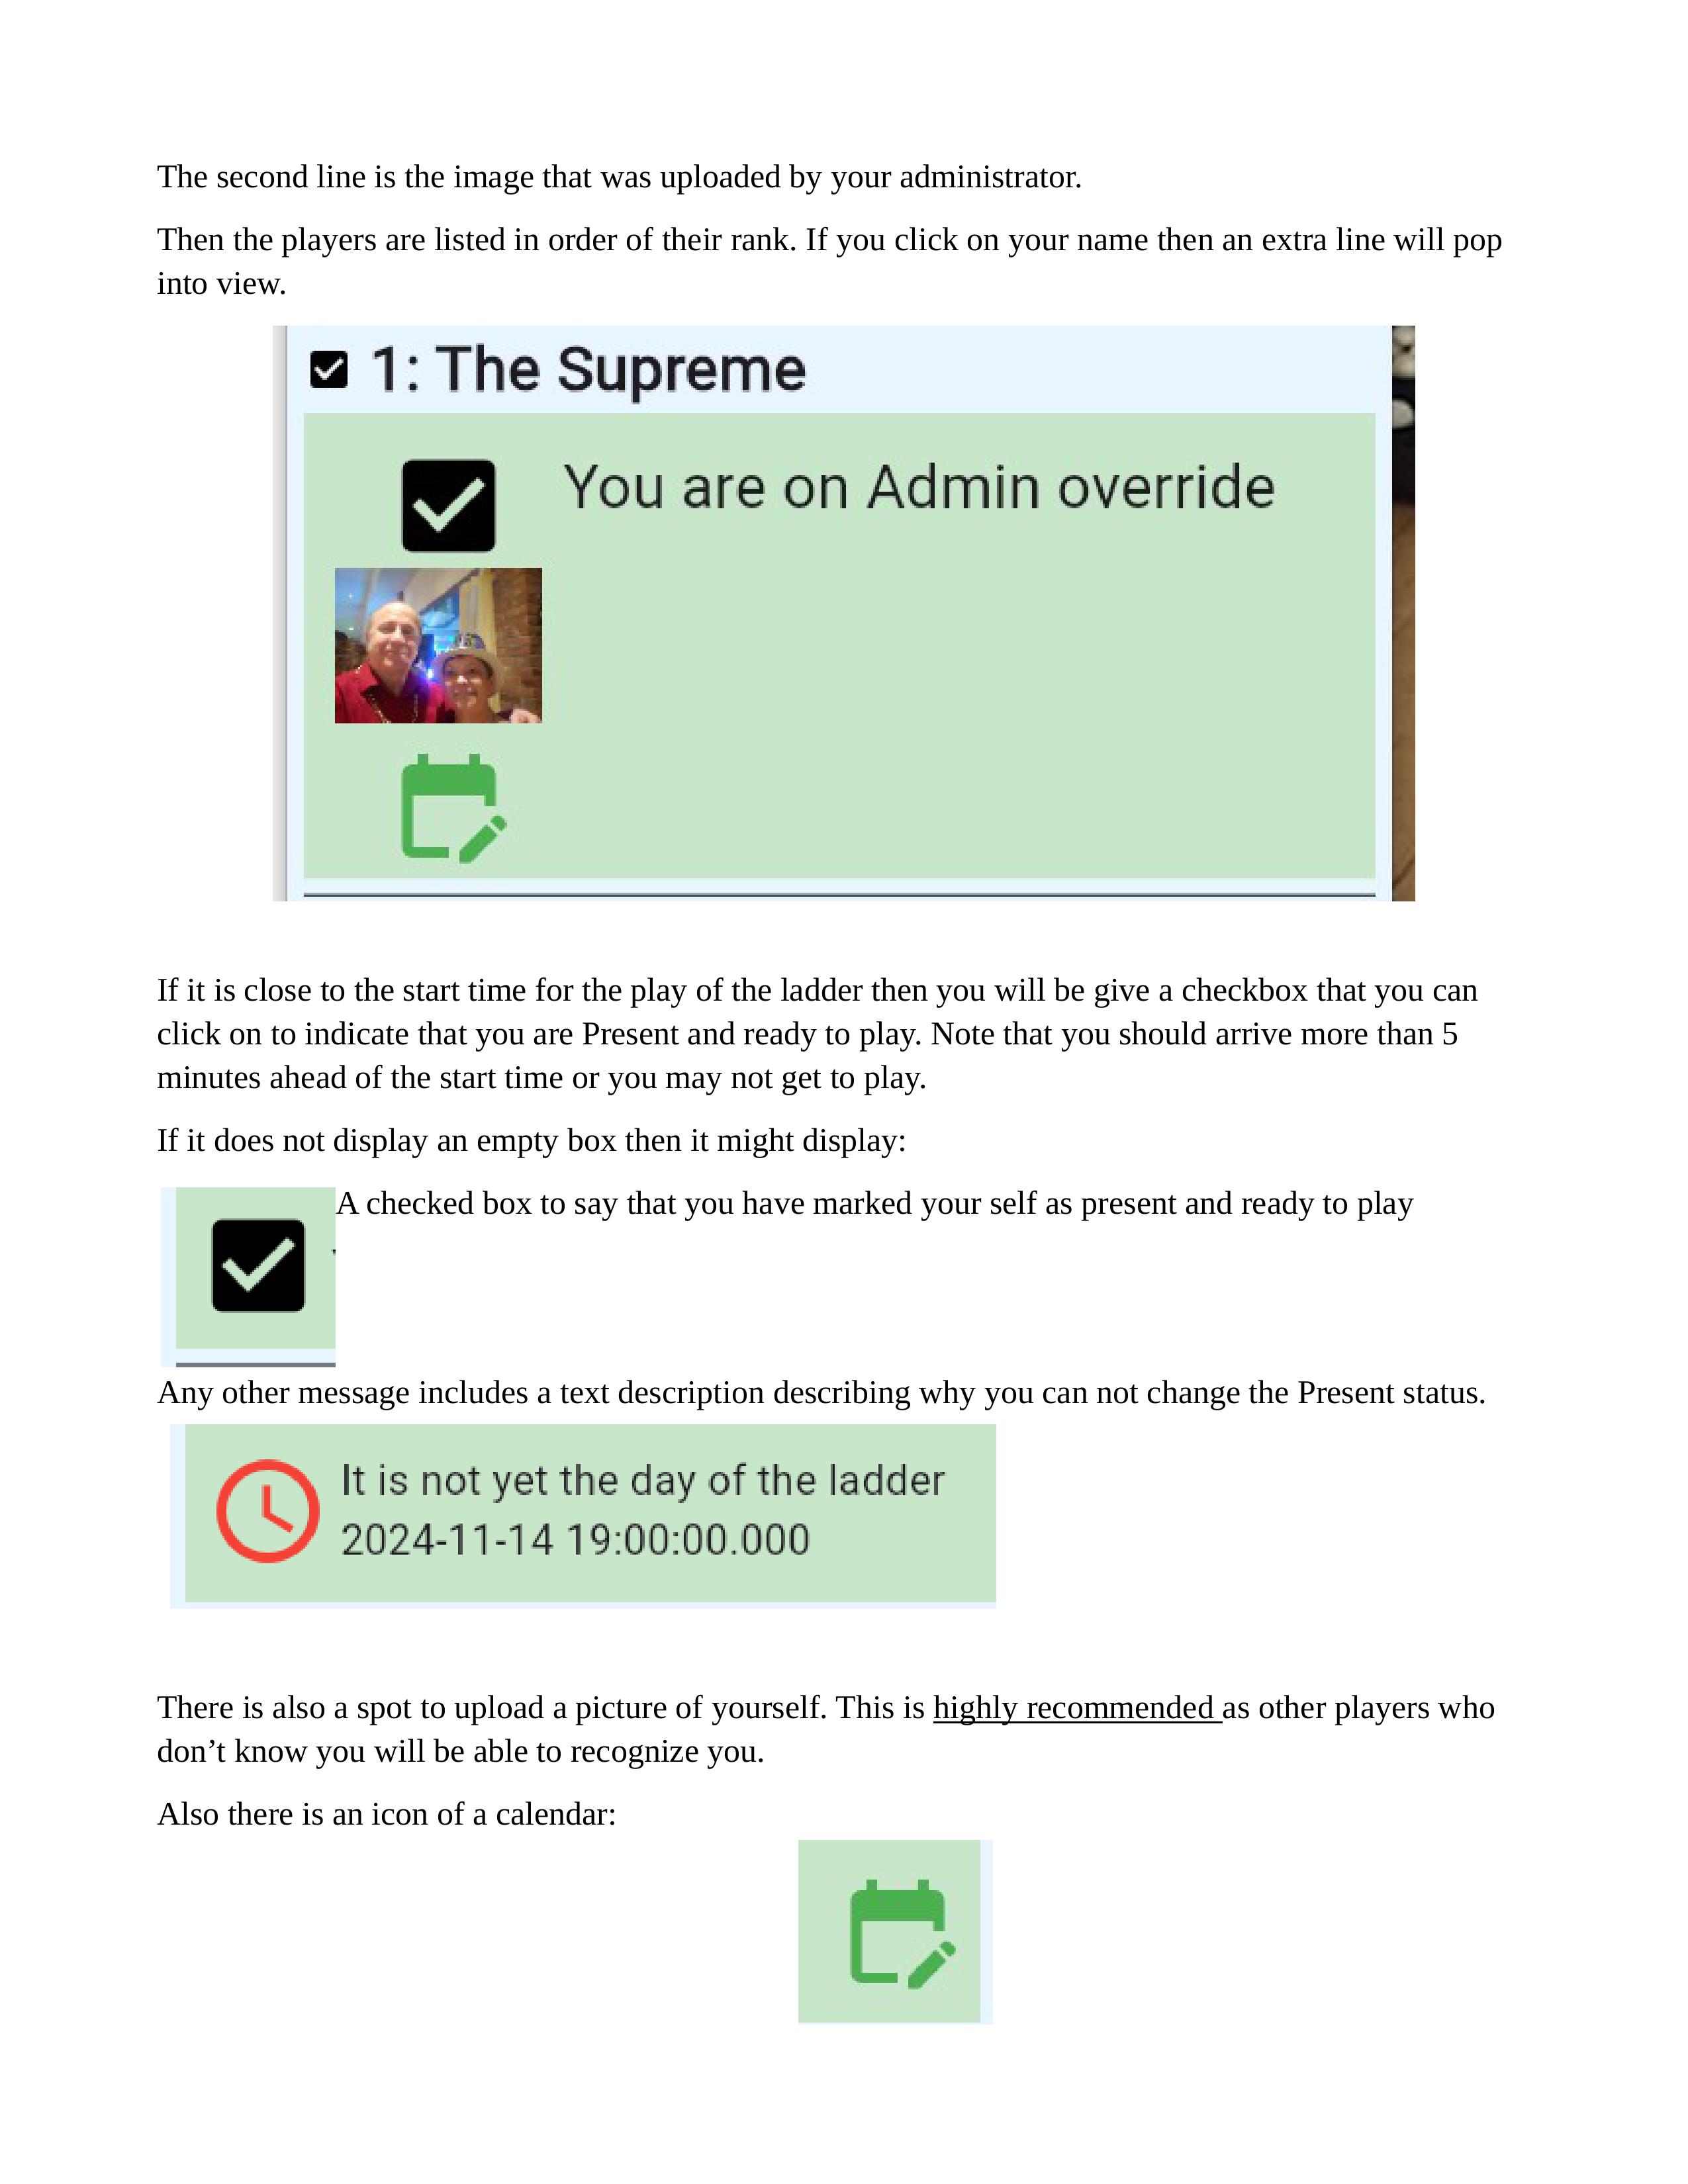 The second line is the image that was uploaded by your administrator.
Then the players are listed in order of their rank. If you click on your name then an extra line will pop
into view.
1: The Supreme
You are on Admin override
If it is close to the start time for the play of the ladder then you will be give a checkbox that you can
click on to indicate that you are Present and ready to play. Note that you should arrive more than 5
minutes ahead of the start time or you may not get to play.
If it does not display an empty box then it might display:
A checked box to say that you have marked your self as present and ready to play
Any other message includes a text description describing why you can not change the Present status.
It is not yet the day of the ladder
2024-11-14 19:00:00.000
There is also a spot to upload a picture of yourself. This is highly recommended as other players who
don’t know you will be able to recognize you.
Also there is an icon of a calendar: